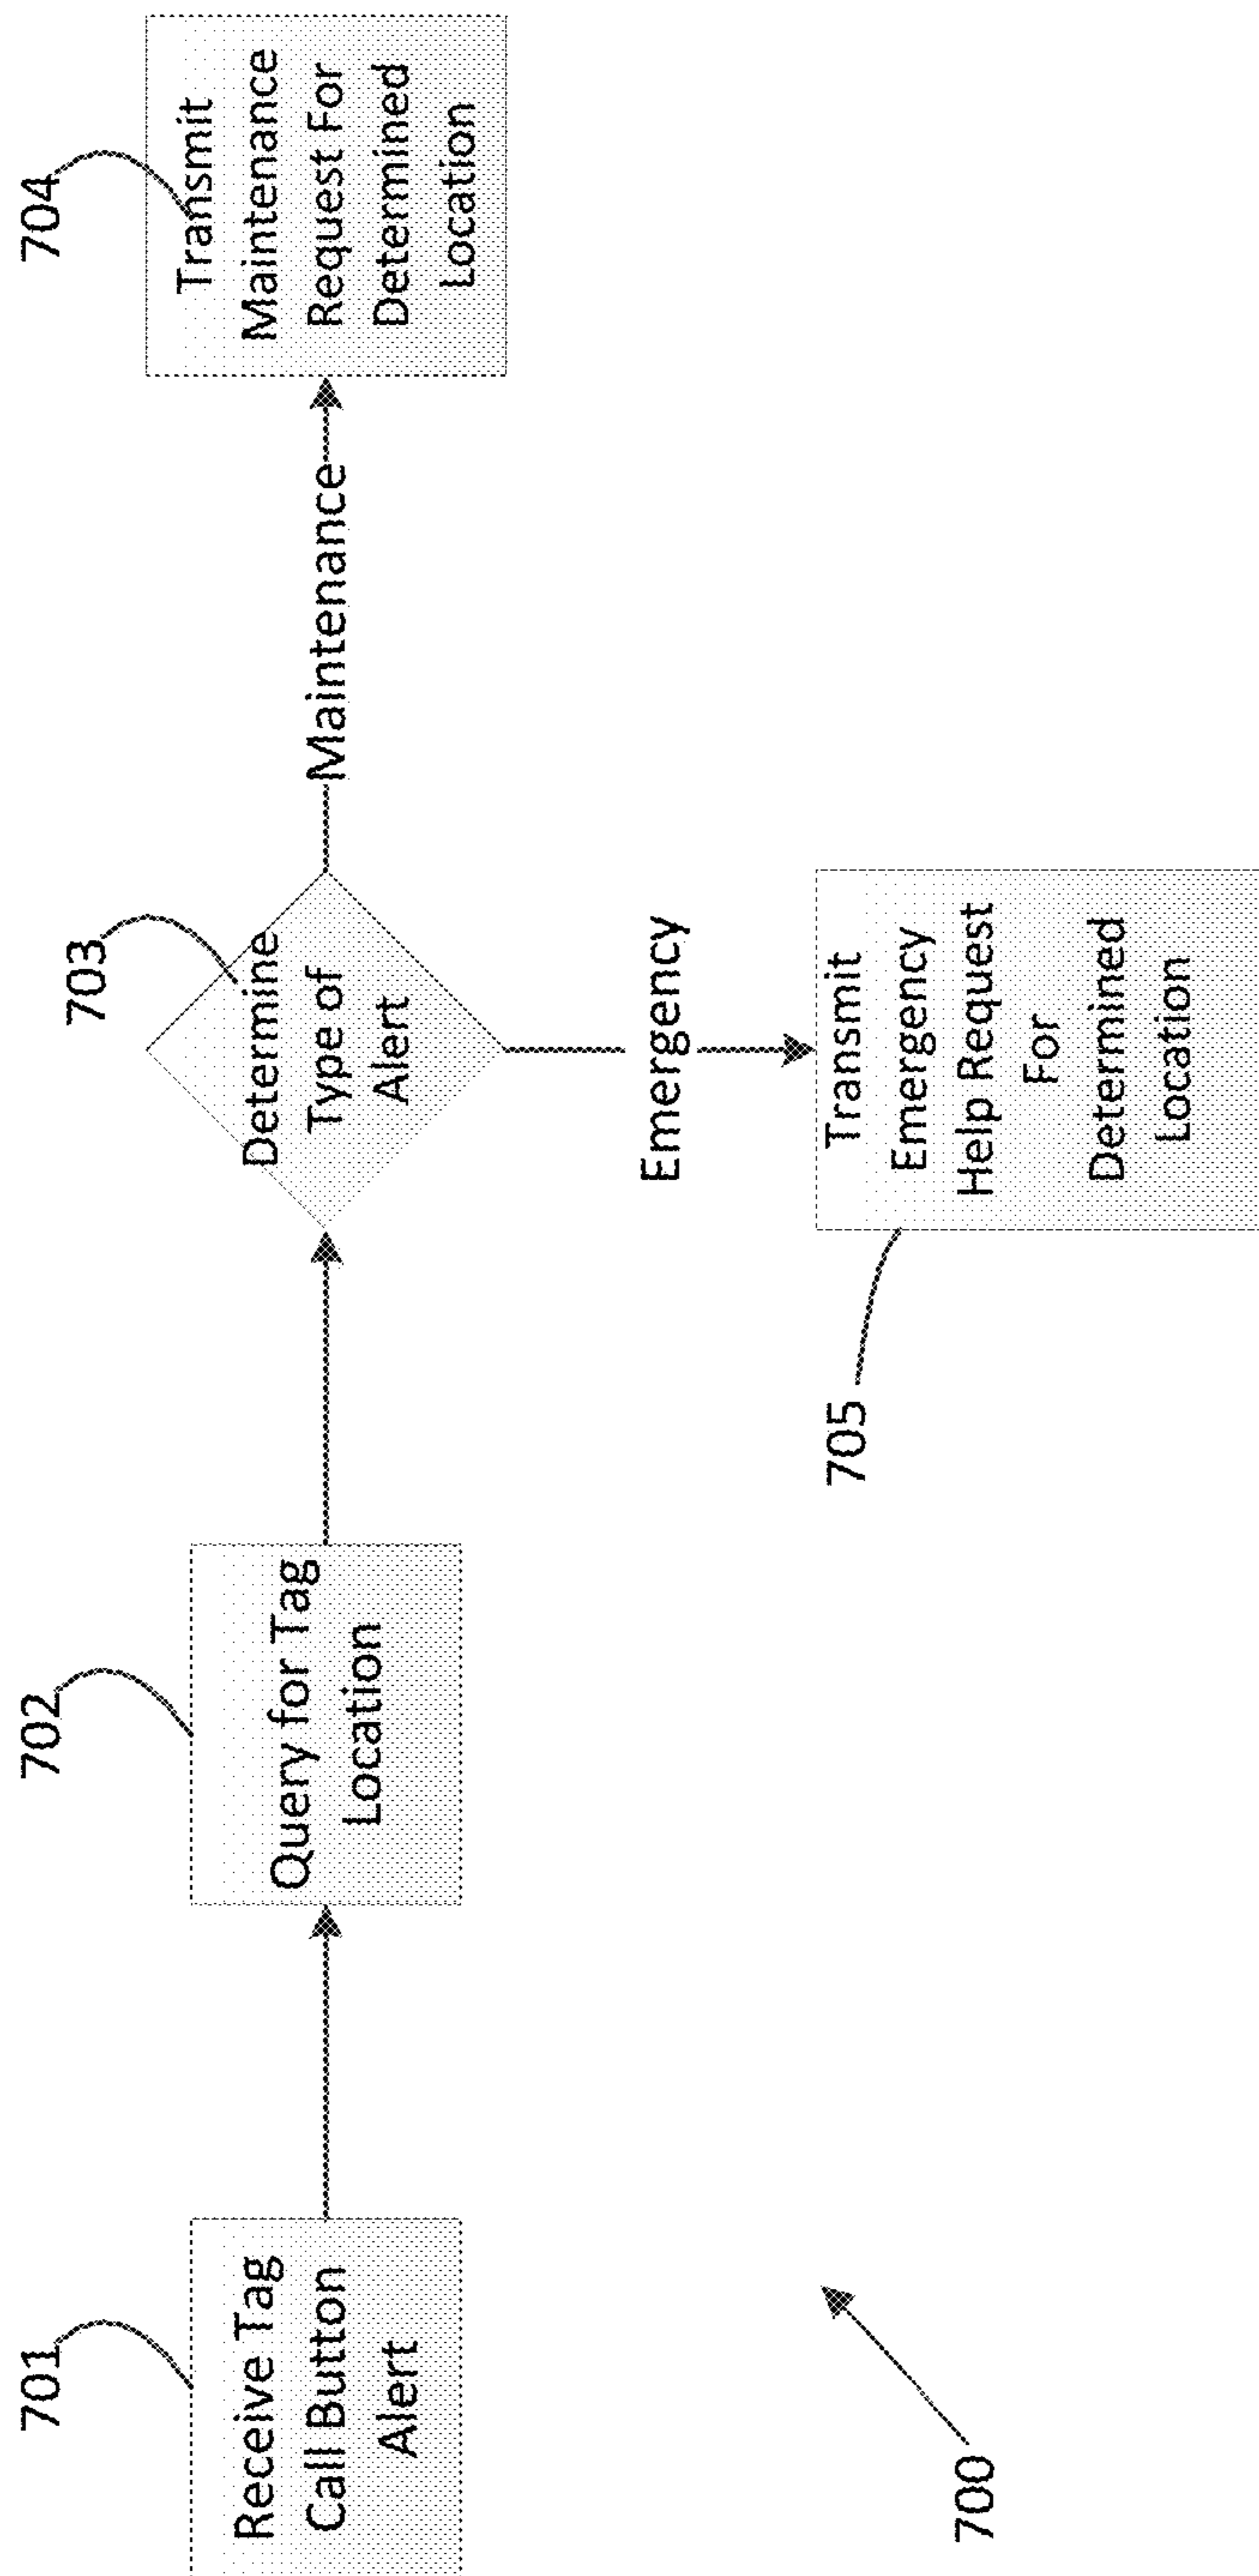 701
Receive Tag
Call Button
Alert
702
Query for Tag
Location
703
Determine
Type of
Alert
Maintenance
704
Transmit
Maintenance
Request For
Determined
Location
Emergency
705
Transmit
Emergency
Help Request
For
Determined
Location
700